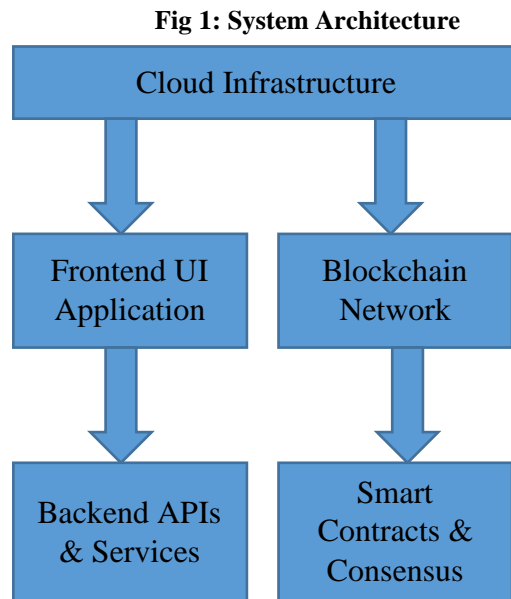 Fig 1: System Architecture
Cloud Infrastructure
Frontend UI
Application
Blockchain
Network
Backend APIs
& Services
Smart
Contracts &
Consensus